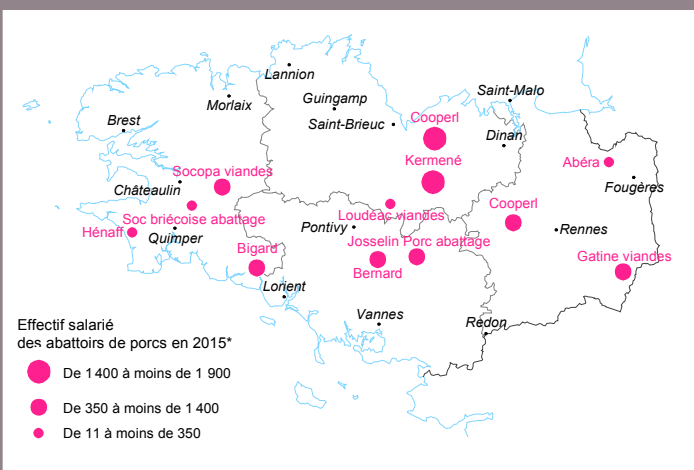 Lannion
Saint-Malo
Morlaix
Guingamp
Cooperl
Brest
Saint-Brieuc
Dinan
Kermené
Abéra
Socopa viandes
Châteaulin
Fougères
Cooperl
Loudéac viandes
Soc briécoise abattage
Hénaff
Quimper
Pontivy
Rennes
Josselin Porc abattage
Bigard
Gatine viandes
Bernard
Lorient
Vannes
Redon
Effectif salarié
des abattoirs de porcs en 2015*
De 1 400 à moins de 1 900
De 350 à moins de 1 400
De 11 à moins de 350